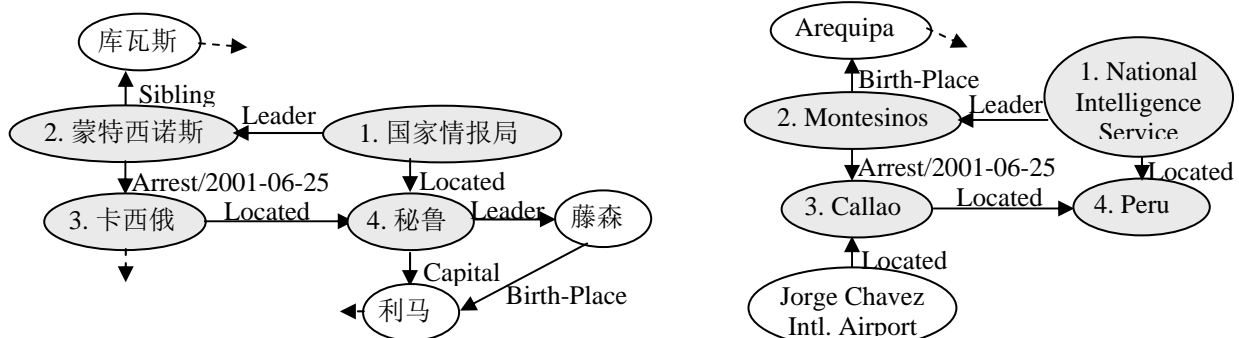 库瓦斯
Sibling
Leader
2. 蒙特西诺斯
1. 国家情报局
Arrest/2001-06-25
Located
3. 卡西俄
Located
4. 秘鲁
Leader
藤森
Capital
利马
Birth-Place
Arequipa
Birth-Place
1. National
Intelligence
Service
Leader
2. Montesinos
Arrest/2001-06-25
Located
3. Callao
Located
4. Peru
Located
Jorge Chavez
Intl. Airport